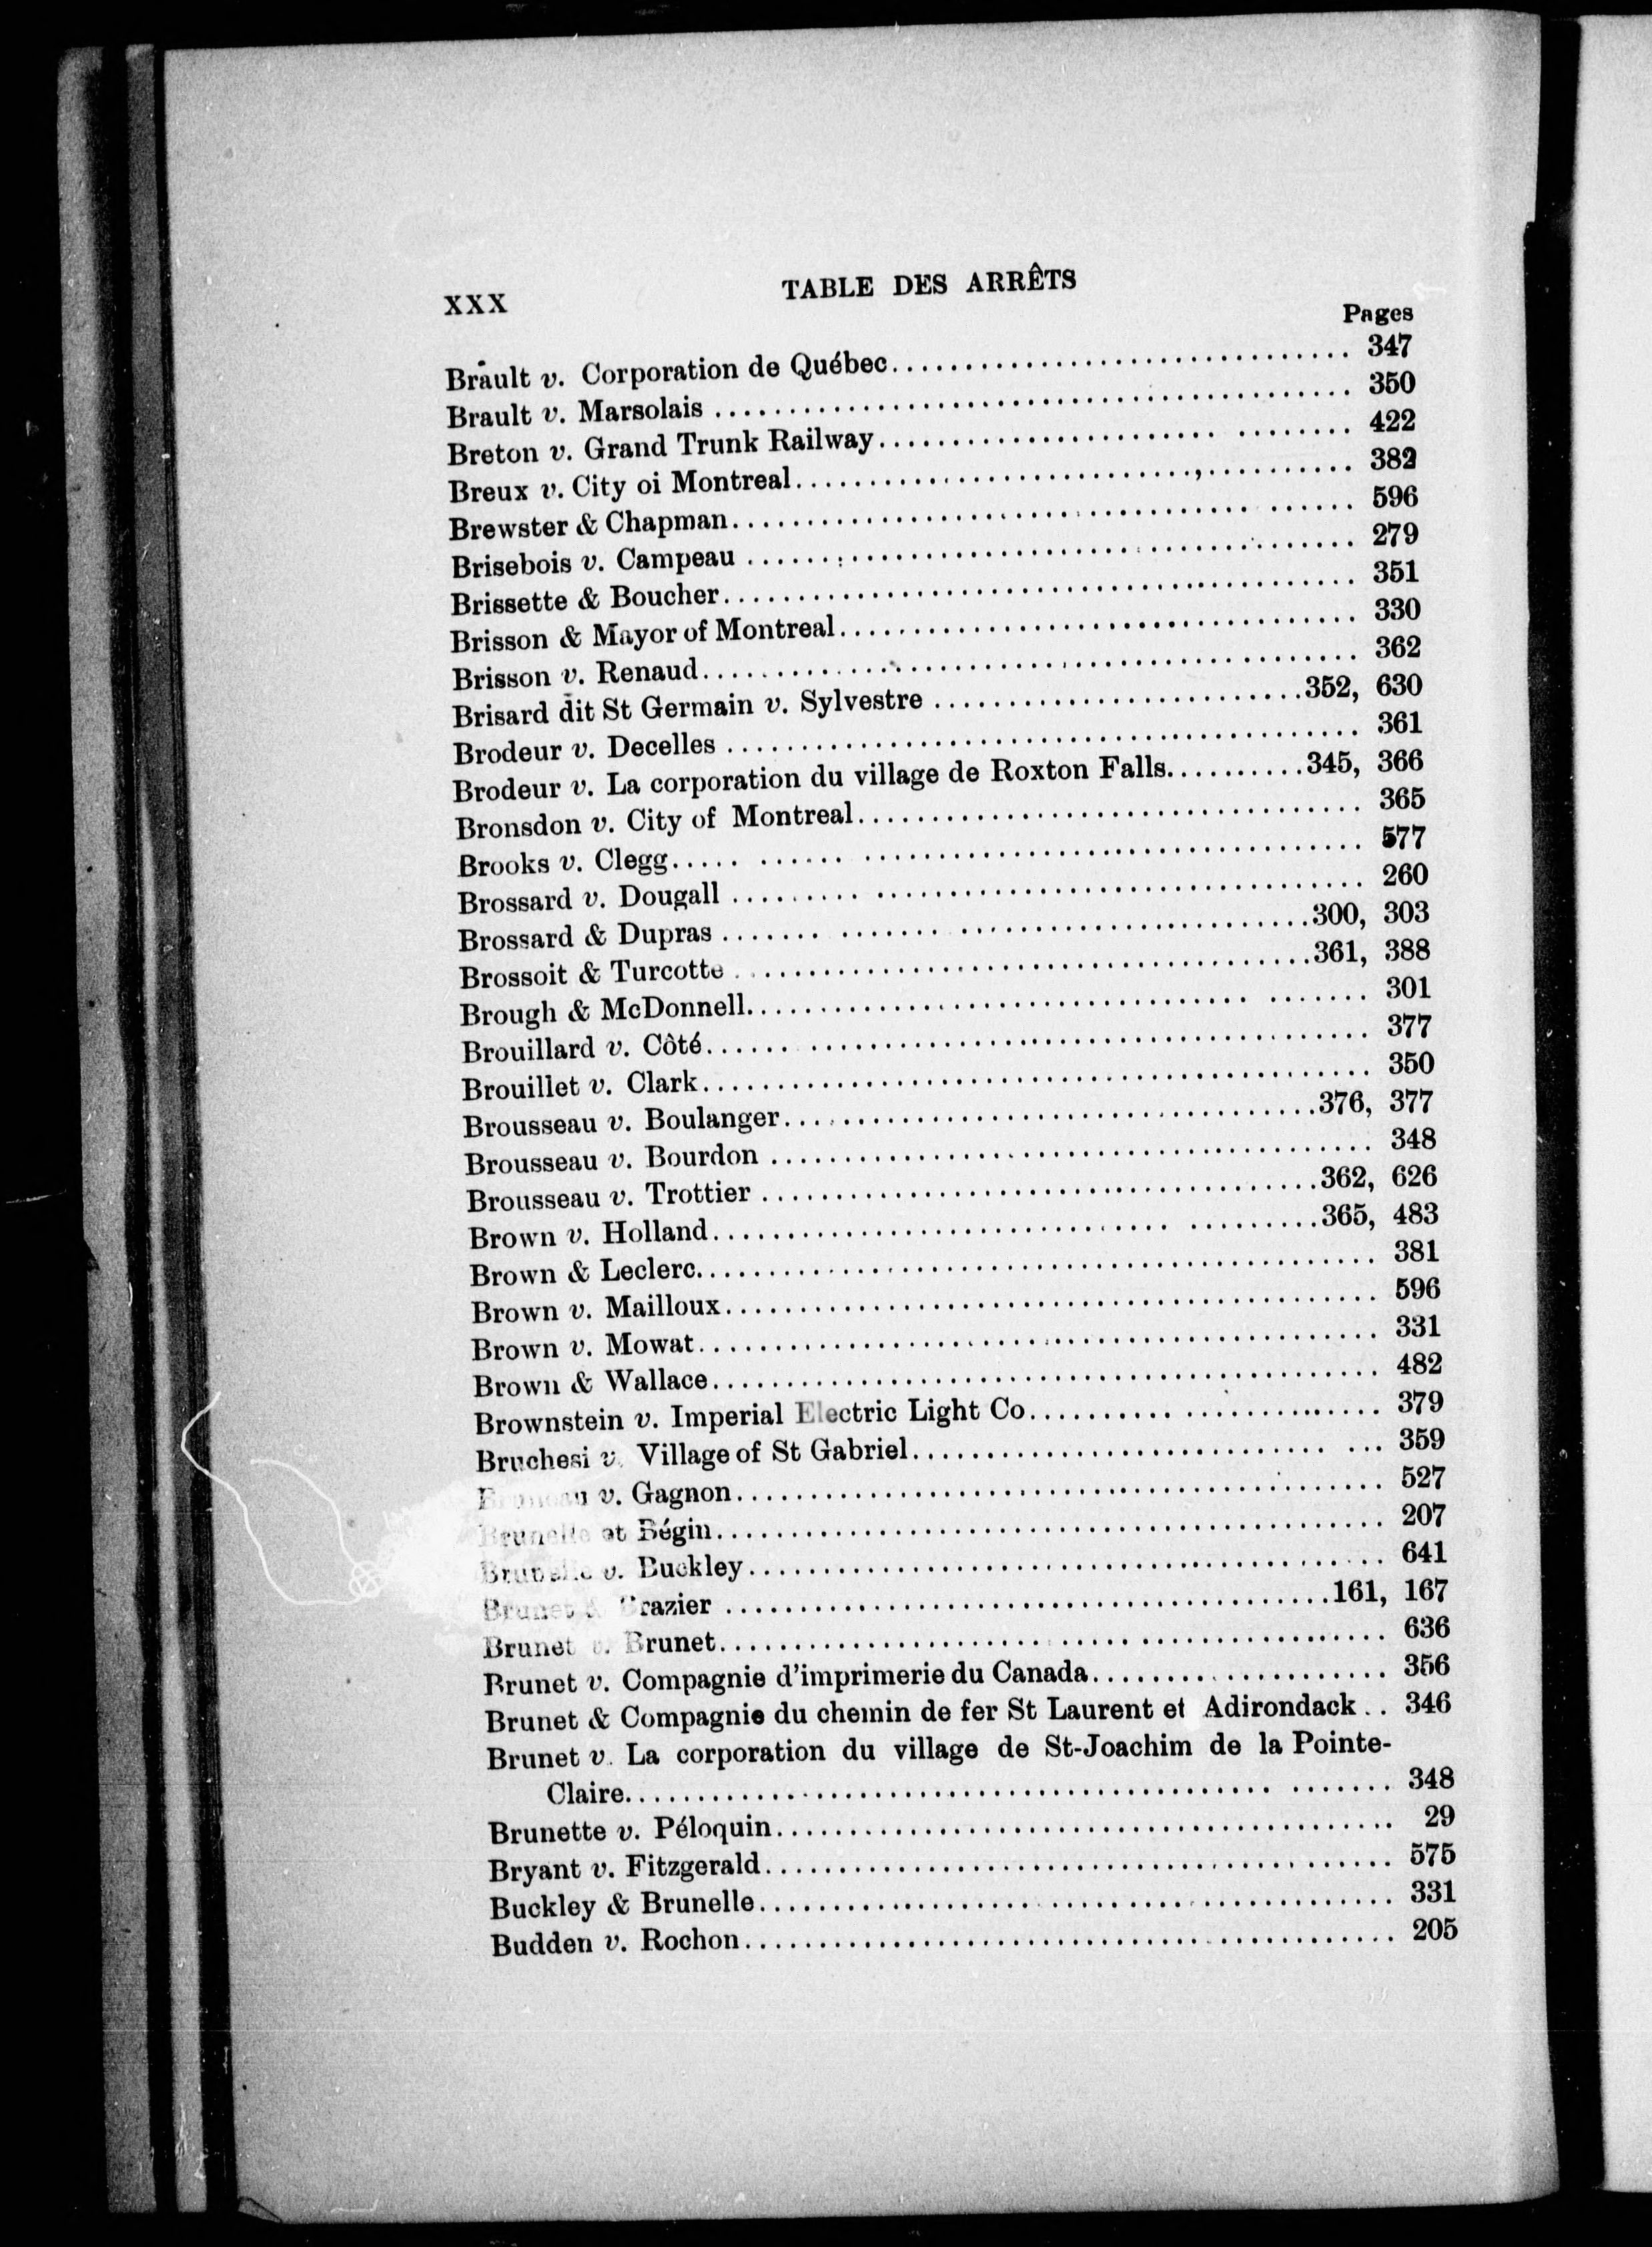 XXX
TABLE DES ARRÊTS
Pages
Brault v. Corporation de Québec................................ 347
Brault v. Marsolais ............................................ 350
Breton v. Grand Trunk Railway................................ 422
Breux v. City oi Montreal...................................... 382
Brewster & Chapman.......................................... 596
Brisebois v. Campeau .......................................... 279
Brissette & Boucher............................................ 351
Brisson & Mayor of Montreal.................................... 330
Brisson v. Renaud.............................................. 362
Brisard dit St Germain v. Sylvestre .........................352, 630
Brodeur v. Decelles ............................................ 361
Brodeur v. La corporation du village de Roxton Falls..........345, 366
Bronsdon v. City of Montreal.................................... 365
Brooks v. Clegg................................................ 577
Brossard v. Dougall ............................................ 260
Brossard & Dupras ........................................300, 303
Brossoit & Turcotte ........................................361, 388
Brough & McDonnell.......................................... 301
Brouillard v. Côté.............................................. 377
Brouillet v. Clark.............................................. 350
Brousseau v. Boulanger....................................376, 377
Brousseau v. Bourdon .......................................... 348
Brousseau v. Trottier ......................................362, 626
Brown v. Holland..........................................365, 483
Brown & Leclerc................................................ 381
Brown v. Mailloux.............................................. 596
Brown v. Mowat................................................ 331
Brown & Wallace.............................................. 482
Brownstein v. Imperial Electric Light Co........................ 379
Bruchesi v. Village of St Gabriel................................ 359
v. Gagnon.............................................. 527
Brunelle et Bégin.............................................. 207
Brunelle v. Buckley............................................ 641
Brunet & Brazier ..........................................161, 167
Brunet v. Brunet.............................................. 636
Brunet v. Compagnie d'imprimerie du Canada.................... 356
Brunet & Compagnie du chemin de fer St Laurent et Adirondack.. 346
Brunet v. La corporation du village de St-Joachim de la Pointe-
Claire.................................................... 348
Brunette v. Péloquin............................................ 29
Bryant v. Fitzgerald............................................ 575
Buckley & Brunelle............................................ 331
Budden v. Rochon.............................................. 205